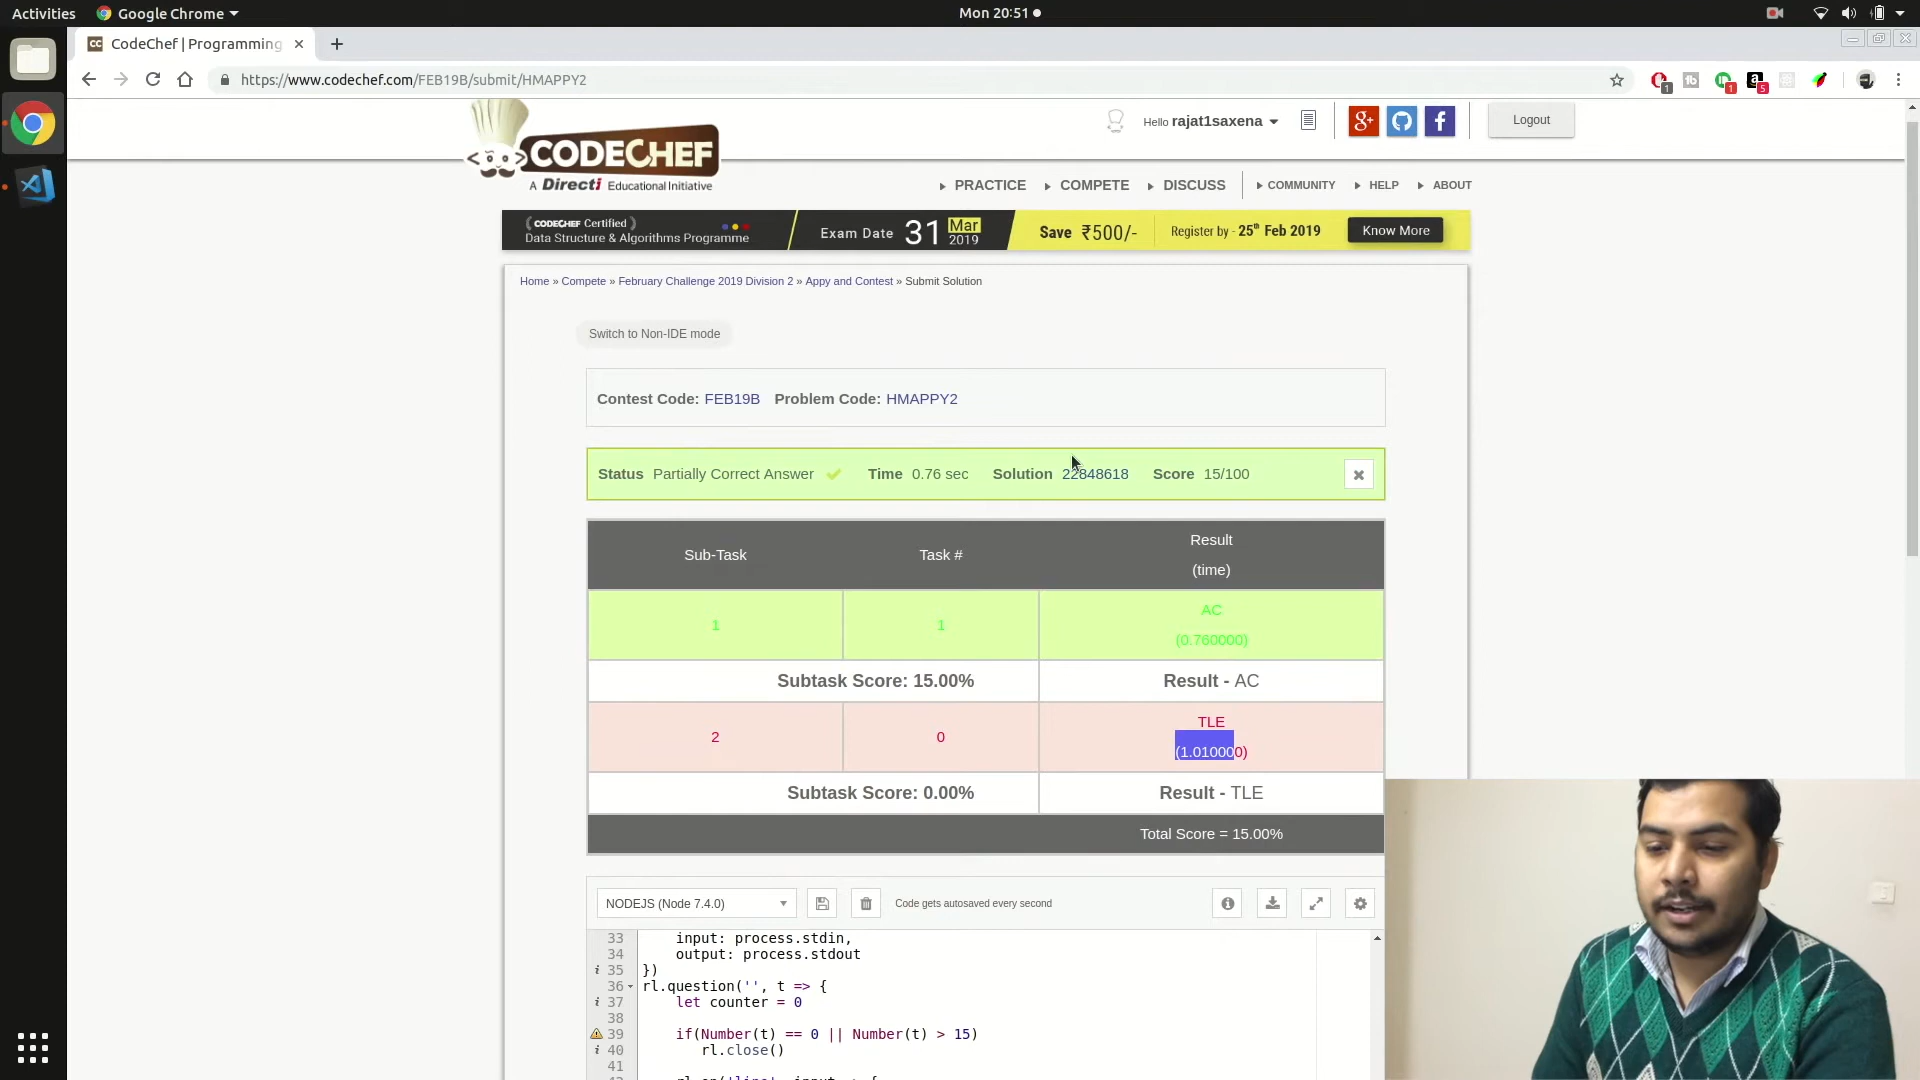 Activities Google Chrome Mon 20:51
CodeChef | Programming
https://www.codechef.com/FEB19B/submit/HMAPPY2
CODECHEF
A Directi Educational Initiative
Hello rajat1saxena
Logout
PRACTICE COMPETE DISCUSS COMMUNITY HELP ABOUT
CODECHEF Certified
Data Structure & Algorithms Programme
Exam Date 31 Mar 2019
Save ₹500/-
Register by - 25th Feb 2019
Know More
Home » Compete » February Challenge 2019 Division 2 » Appy and Contest » Submit Solution
Switch to Non-IDE mode
Contest Code: FEB19B Problem Code: HMAPPY2
Status Partially Correct Answer Time 0.76 sec Solution 22848618 Score 15/100
Sub-Task Task # Result
(time)
1 1 AC
(0.760000)
Subtask Score: 15.00% Result - AC
2 0 TLE
(1.010000)
Subtask Score: 0.00% Result - TLE
Total Score = 15.00%
NODEJS (Node 7.4.0) Code gets autosaved every second
33 input: process.stdin,
34 output: process.stdout
35 })
36 rl.question('', t => {
37 let counter = 0
38
39 if(Number(t) == 0 || Number(t) > 15)
40 rl.close()
41